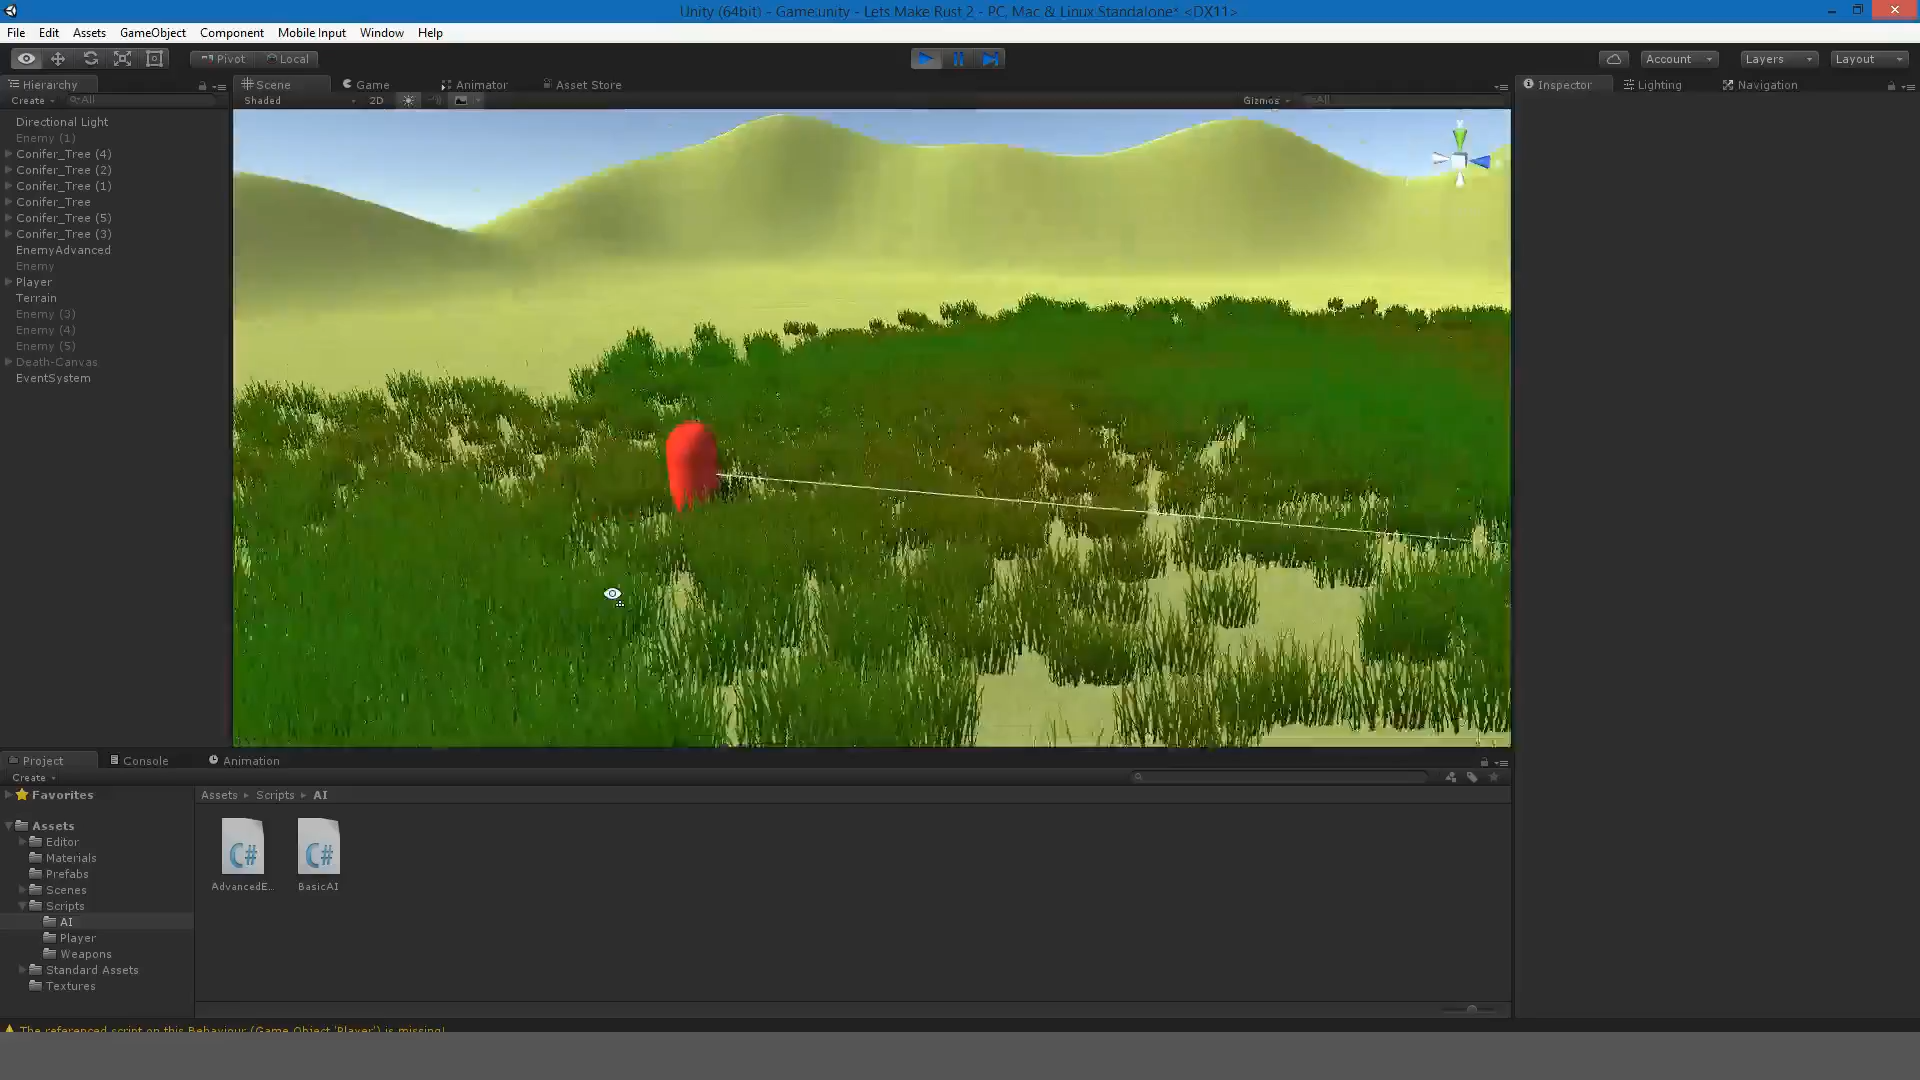 Unity (64bit) - Game.unity - Lets Make Rust 2 - PC, Mac & Linux Standalone* <DX11>
File Edit Assets GameObject Component Mobile Input Window Help
Pivot Local Account Layers Layout
Hierarchy Scene Game Animator Asset Store Inspector Lighting Navigation
Create All Shaded 2D Gizmos All
Directional Light
Enemy (1)
Conifer_Tree (4)
Conifer_Tree (2)
Conifer_Tree (1)
Conifer_Tree
Conifer_Tree (5)
Conifer_Tree (3)
EnemyAdvanced
Enemy
Player
Terrain
Enemy (3)
Enemy (4)
Enemy (5)
Death-Canvas
EventSystem
Project Console Animation
Create
Favorites
Assets
Editor
Materials
Prefabs
Scenes
Scripts
AI
Player
Weapons
Standard Assets
Textures
Assets Scripts AI
C# C#
AdvancedE... BasicAI
The referenced script on this Behaviour (Game Object 'Player') is missing!